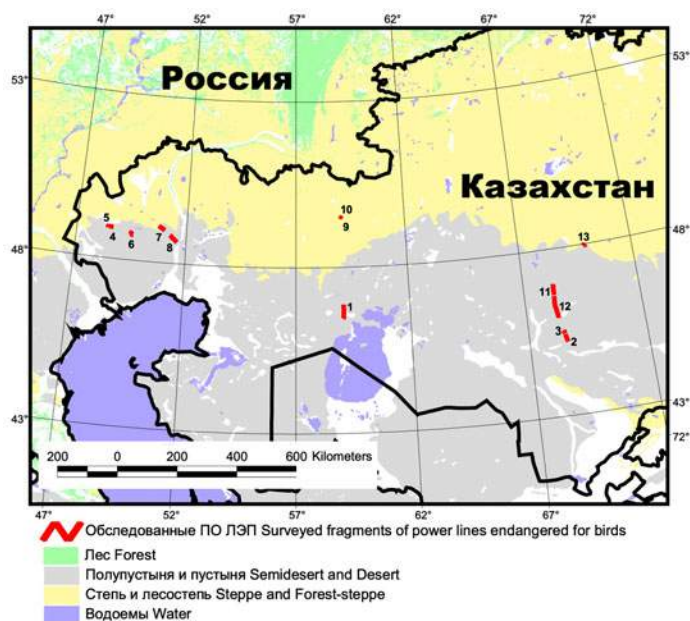 47° 52° 57° 62° 67° 72°
53° 53°
Россия
Казахстан
5
4
6
7
8
10
9
48° 48°
13
1
11
12
3
2
43° 43°
72°
200 0 200 400 600 Kilometers
47° 52° 57° 62° 67°
Обследованные ПО ЛЭП Surveyed fragments of power lines endangered for birds
Лес Forest
Полупустыня и пустыня Semidesert and Desert
Степь и лесостепь Steppe and Forest-steppe
Водоемы Water